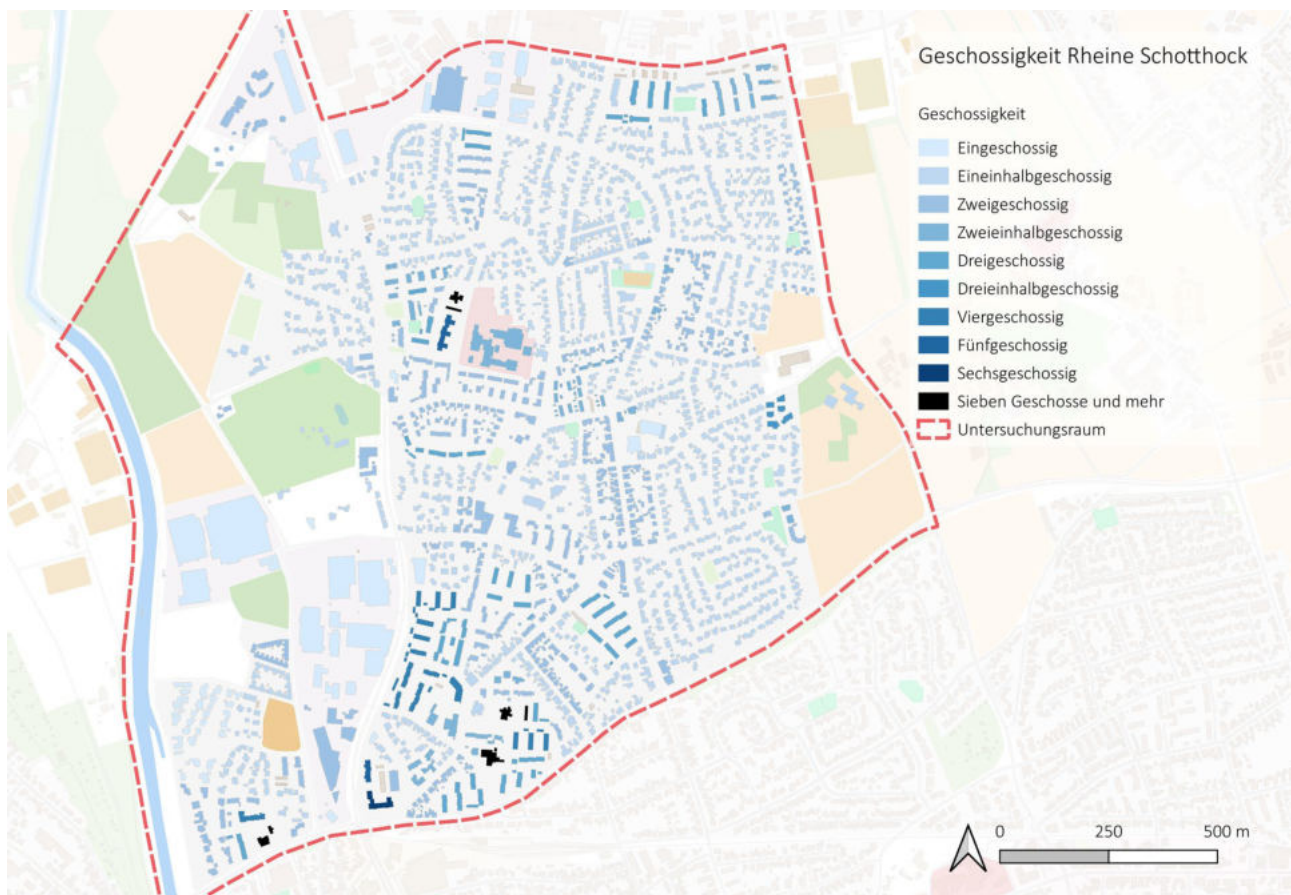 Geschossigkeit Rheine Schotthock
Geschossigkeit
Eingeschossig
Eineinhalbgeschossig
Zweigeschossig
Zweieinhalbgeschossig
Dreigeschossig
Dreieinhalbgeschossig
Viergeschossig
Fünfgeschossig
Sechsgeschossig
Sieben Geschosse und mehr
Untersuchungsraum
0 250 500 m